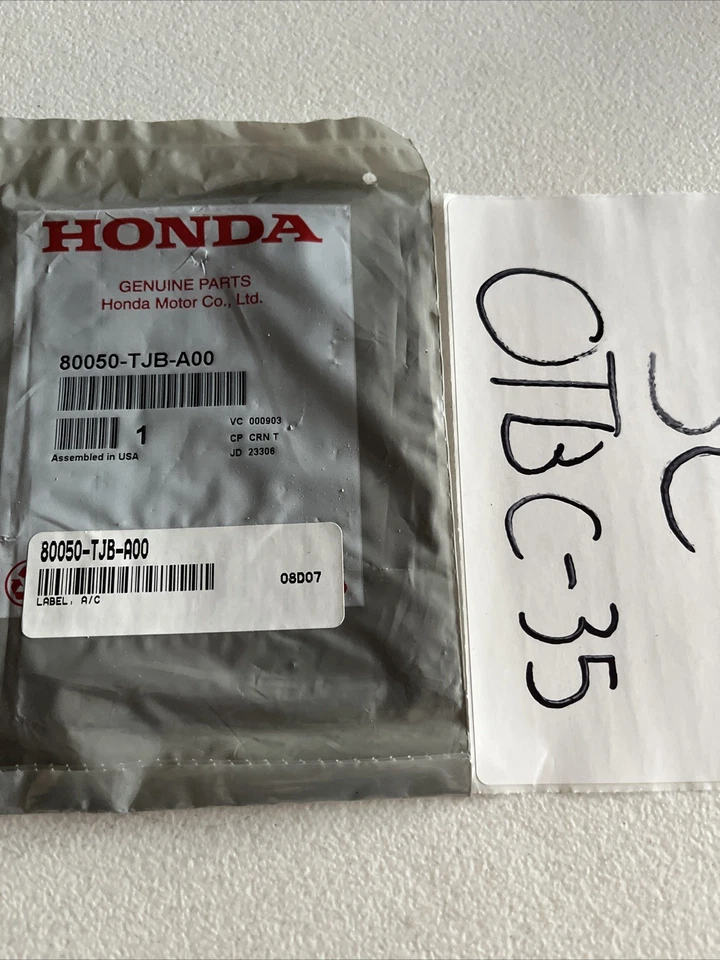 HONDA
GENUINE PARTS
Honda Motor Co., Ltd.
80050-TJB-A00
1
Assembled in USA
VC 000903
CP CRN T
JD 23306
80050-TJB-A00
08D07
LABEL, A/C
OTBC-35